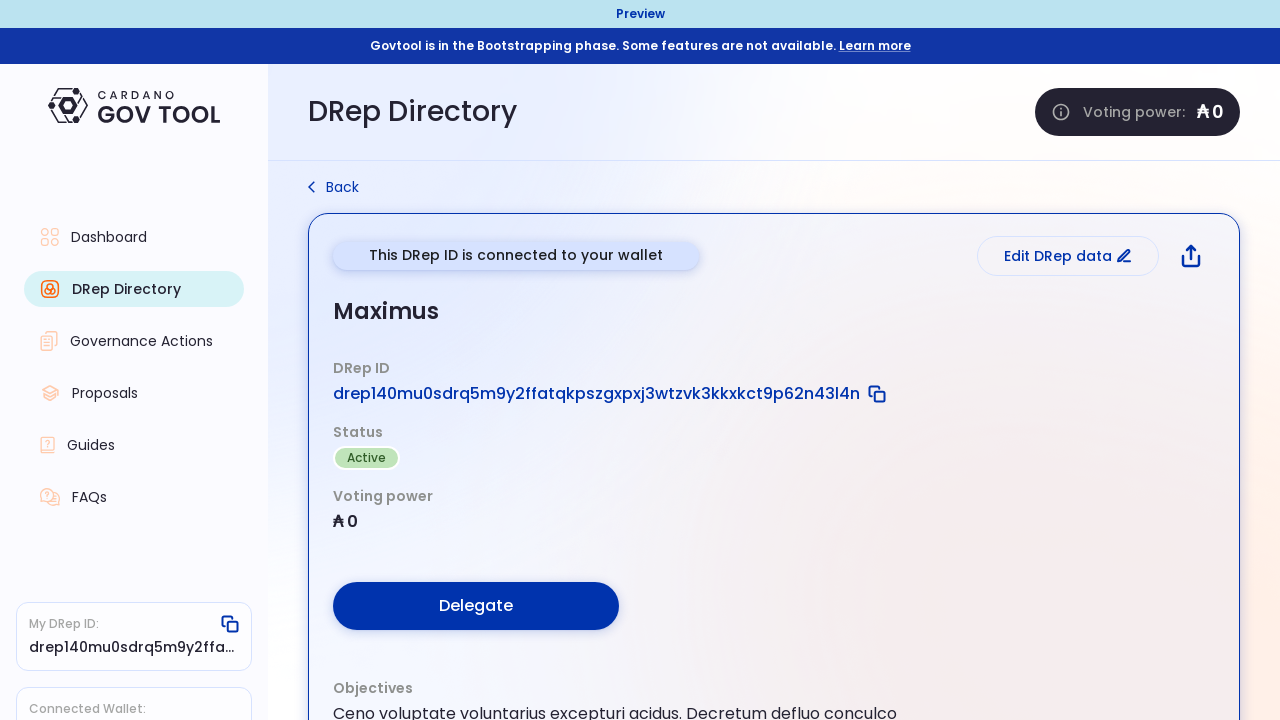 Preview
Govtool is in the Bootstrapping phase. Some features are not available. Learn more
CARDANO
GOV TOOL
DRep Directory
Voting power: ₳ 0
Back
Dashboard
DRep Directory
Governance Actions
Proposals
Guides
FAQs
My DRep ID:
drep140mu0sdrq5m9y2ffa...
Connected Wallet:
This DRep ID is connected to your wallet
Edit DRep data
Maximus
DRep ID
drep140mu0sdrq5m9y2ffatqkpszgxpxj3wtzvk3kkxkct9p62n43l4n
Status
Active
Voting power
₳ 0
Delegate
Objectives
Ceno voluptate voluntarius excepturi acidus. Decretum defluo conculco